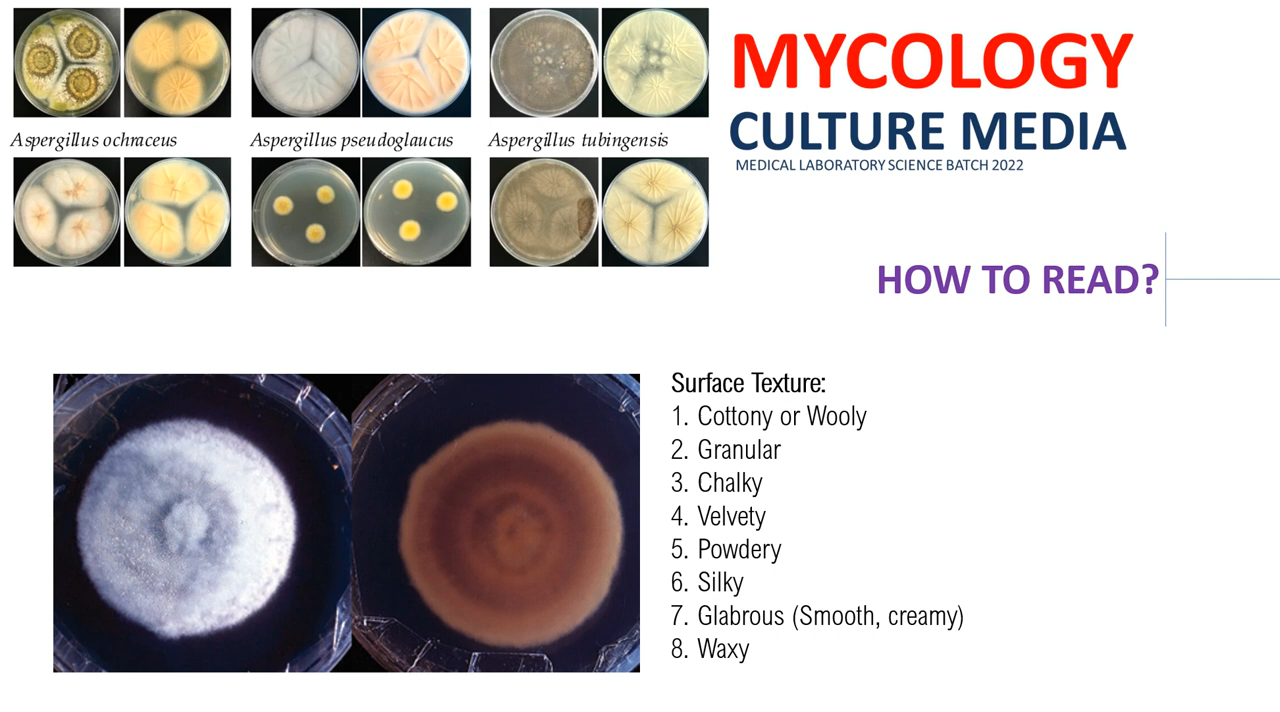 MYCOLOGY
CULTURE MEDIA
MEDICAL LABORATORY SCIENCE BATCH 2022
Aspergillus ochraceus
Aspergillus pseudoglaucus
Aspergillus tubingensis
HOW TO READ?
Surface Texture:
1. Cottony or Wooly
2. Granular
3. Chalky
4. Velvety
5. Powdery
6. Silky
7. Glabrous (Smooth, creamy)
8. Waxy